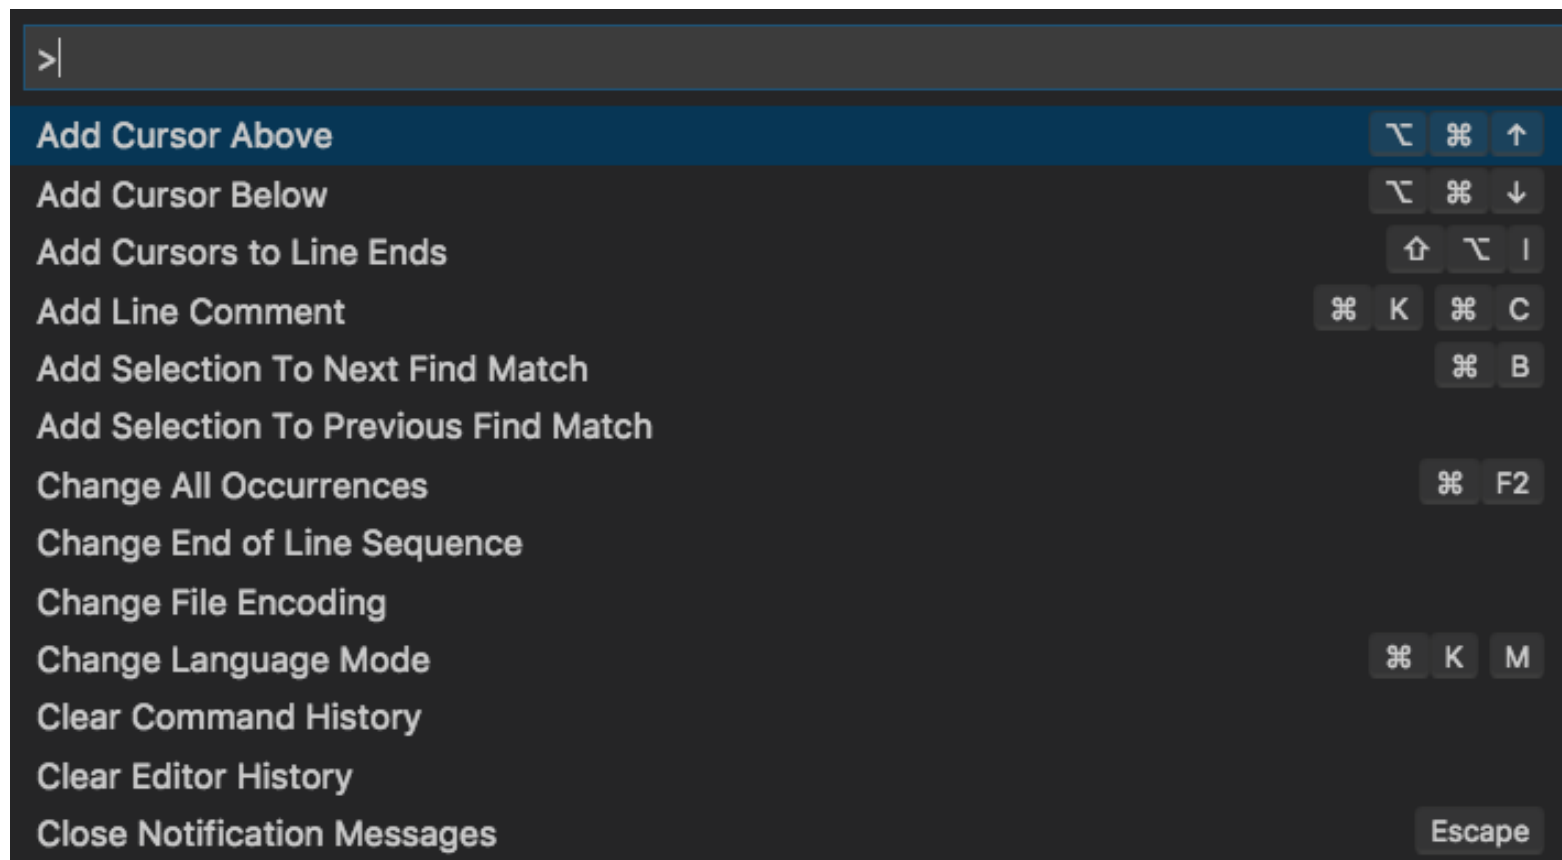 >
Add Cursor Above ⌥ ⌘ ↑
Add Cursor Below ⌥ ⌘ ↓
Add Cursors to Line Ends ⇧ ⌥ I
Add Line Comment ⌘ K ⌘ C
Add Selection To Next Find Match ⌘ B
Add Selection To Previous Find Match
Change All Occurrences ⌘ F2
Change End of Line Sequence
Change File Encoding
Change Language Mode ⌘ K M
Clear Command History
Clear Editor History
Close Notification Messages Escape